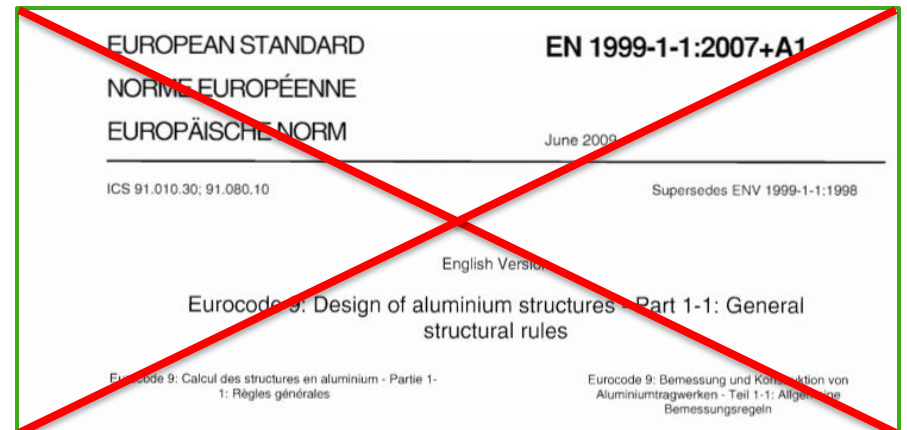 EUROPEAN STANDARD
EN 1999-1-1:2007+A1
NORME EUROPÉENNE
EUROPÄISCHE NORM
June 2009
ICS 91.010.30; 91.080.10
Supersedes ENV 1999-1-1:1998
English Version
Eurocode 9: Design of aluminium structures - Part 1-1: General
structural rules
Eurocode 9: Calcul des structures en aluminium - Partie 1-
1: Règles générales
Eurocode 9: Bemessung und Konstruktion von
Aluminiumtragwerken - Teil 1-1: Allgemeine
Bemessungsregeln